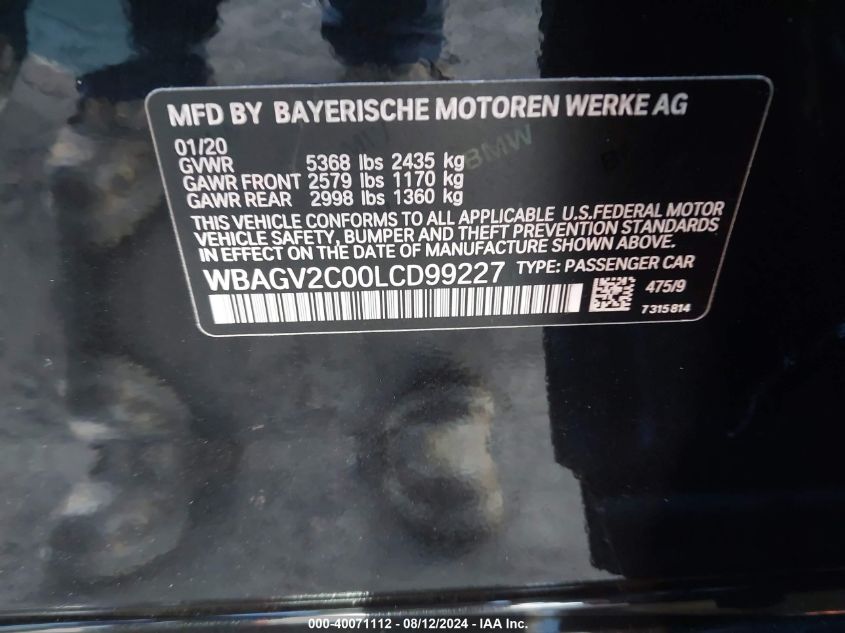 MFD BY BAYERISCHE MOTOREN WERKE AG
01/20
GVWR 5368 lbs 2435 kg
GAWR FRONT 2579 lbs 1170 kg
GAWR REAR 2998 lbs 1360 kg
THIS VEHICLE CONFORMS TO ALL APPLICABLE U.S.FEDERAL MOTOR
VEHICLE SAFETY, BUMPER AND THEFT PREVENTION STANDARDS
IN EFFECT ON THE DATE OF MANUFACTURE SHOWN ABOVE.
WBAGV2C00LCD99227 TYPE: PASSENGER CAR
475/9
7315814
BMW
000-40071112 - 08/12/2024 - IAA Inc.